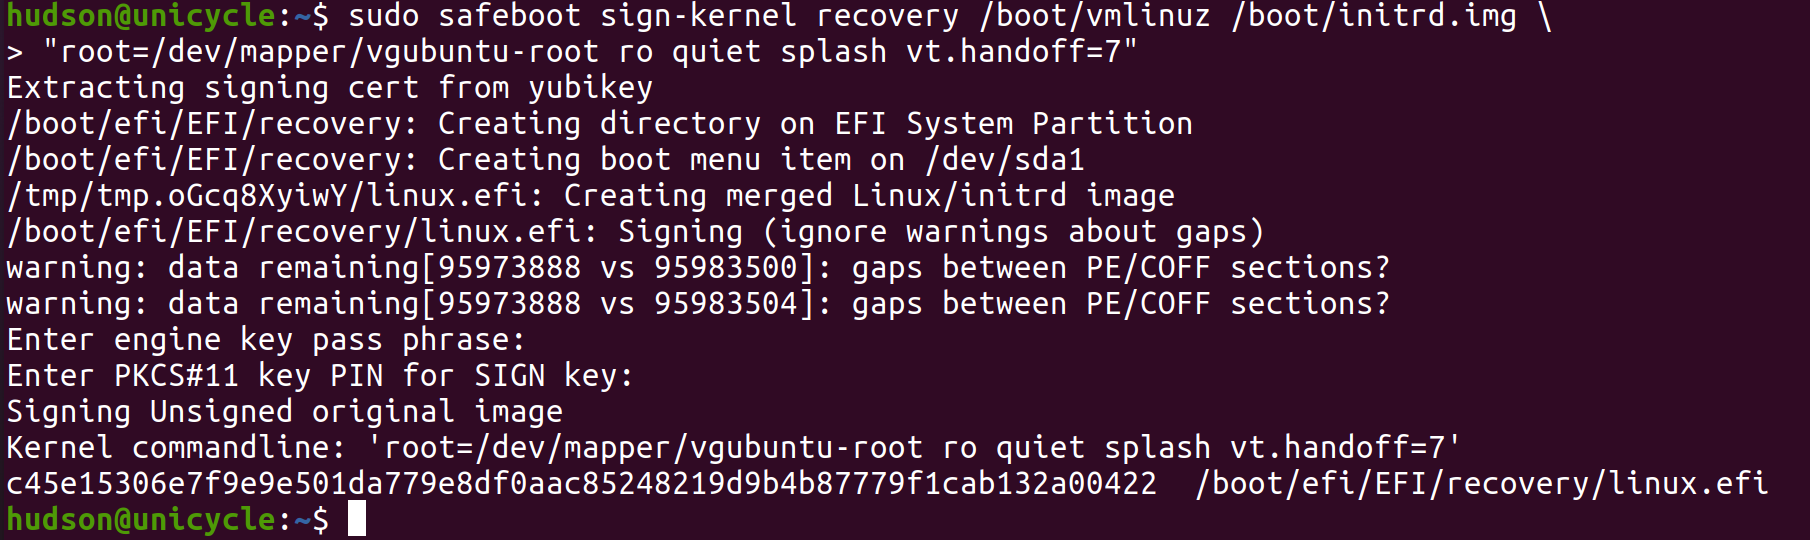 hudson@unicycle:~$ sudo safeboot sign-kernel recovery /boot/vmlinuz /boot/initrd.img \
> "root=/dev/mapper/vgubuntu-root ro quiet splash vt.handoff=7"
Extracting signing cert from yubikey
/boot/efi/EFI/recovery: Creating directory on EFI System Partition
/boot/efi/EFI/recovery: Creating boot menu item on /dev/sda1
/tmp/tmp.oGcq8XyiwY/linux.efi: Creating merged Linux/initrd image
/boot/efi/EFI/recovery/linux.efi: Signing (ignore warnings about gaps)
warning: data remaining[95973888 vs 95983500]: gaps between PE/COFF sections?
warning: data remaining[95973888 vs 95983504]: gaps between PE/COFF sections?
Enter engine key pass phrase:
Enter PKCS#11 key PIN for SIGN key:
Signing Unsigned original image
Kernel commandline: 'root=/dev/mapper/vgubuntu-root ro quiet splash vt.handoff=7'
c45e15306e7f9e9e501da779e8df0aac85248219d9b4b87779f1cab132a00422  /boot/efi/EFI/recovery/linux.efi
hudson@unicycle:~$